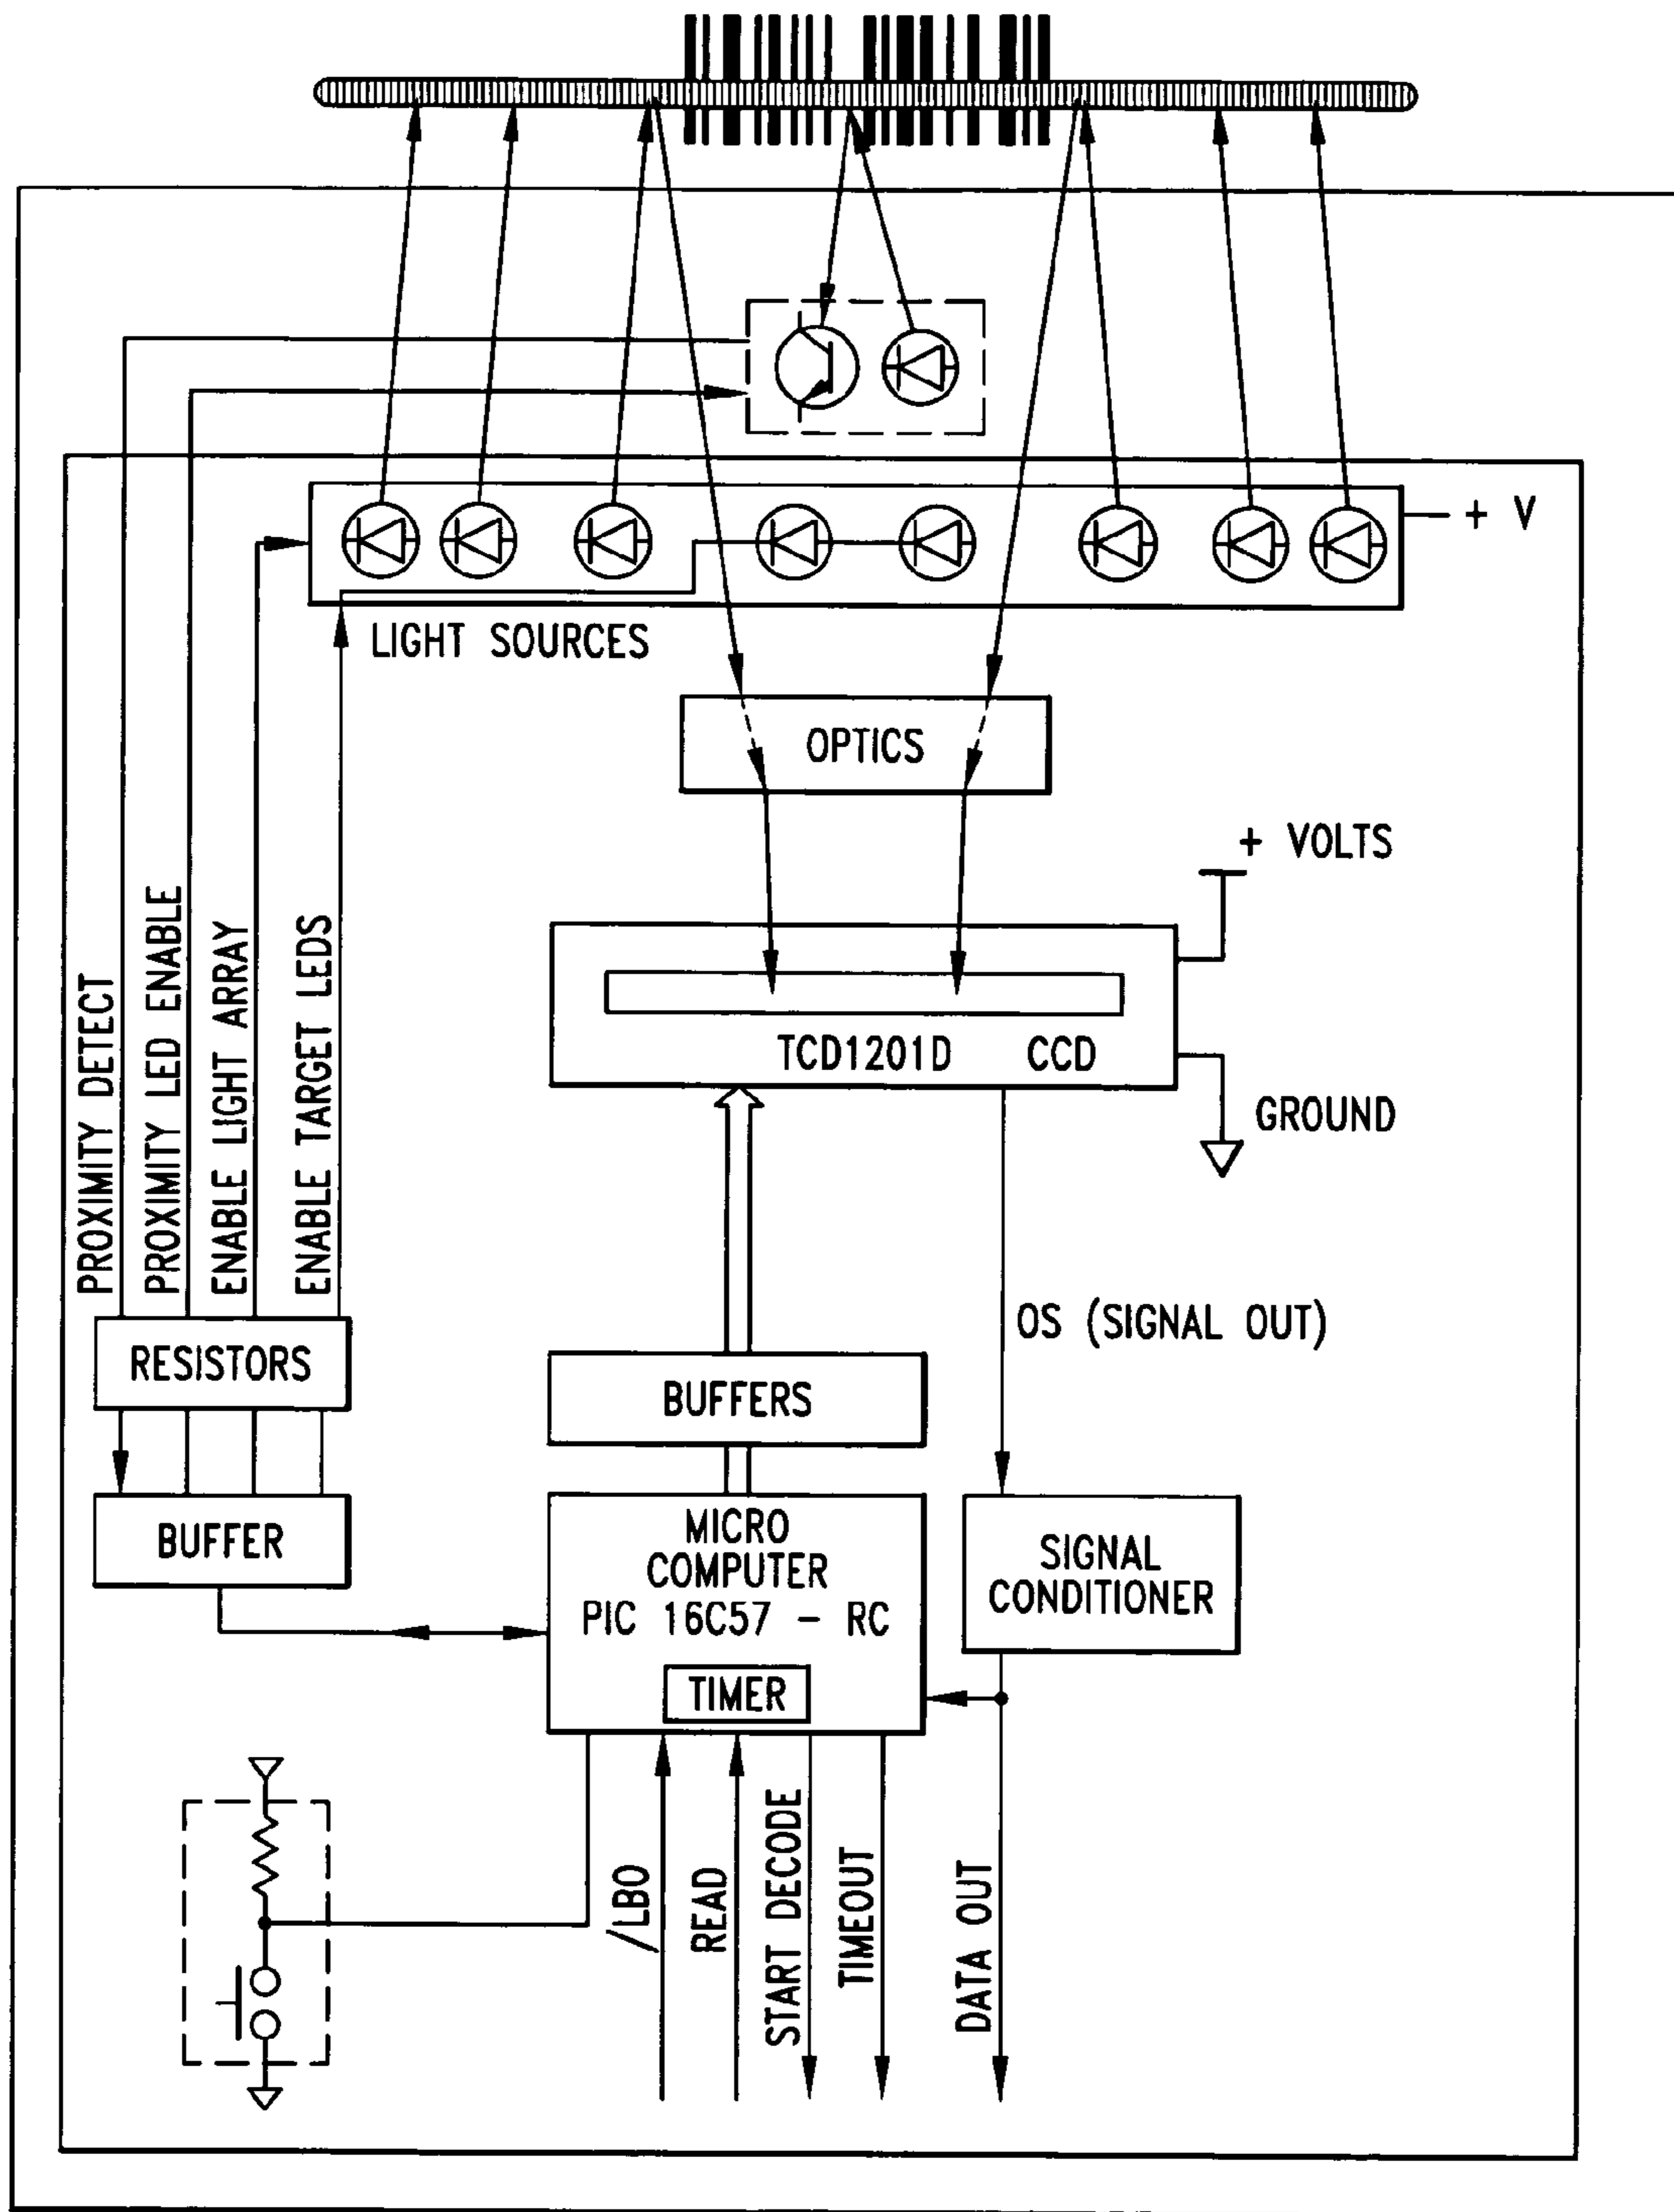 + V
LIGHT SOURCES
OPTICS
+ VOLTS
PROXIMITY DETECT
PROXIMITY LED ENABLE
ENABLE LIGHT ARRAY
ENABLE TARGET LEDS
TCD1201D CCD
GROUND
OS (SIGNAL OUT)
RESISTORS
BUFFERS
BUFFER
MICRO
COMPUTER
PIC 16C57 - RC
TIMER
SIGNAL
CONDITIONER
/LBO
READ
START DECODE
TIMEOUT
DATA OUT